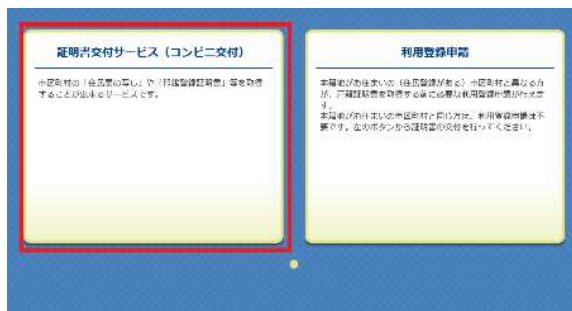 証明書交付サービス（コンビニ交付）
市区町村の「住民票の写し」や「印鑑登録証明書」等を取得
することが出来るサービスです。
利用登録申請
本籍地がお住まいの（住民登録がある）市区町村と異なる方
が、戸籍証明書を取得する為に必要な利用登録申請が行えま
す。
本籍地がお住まいの市区町村と同じ方は、利用登録申請は不
要です。左のボタンから証明書の交付を行ってください。